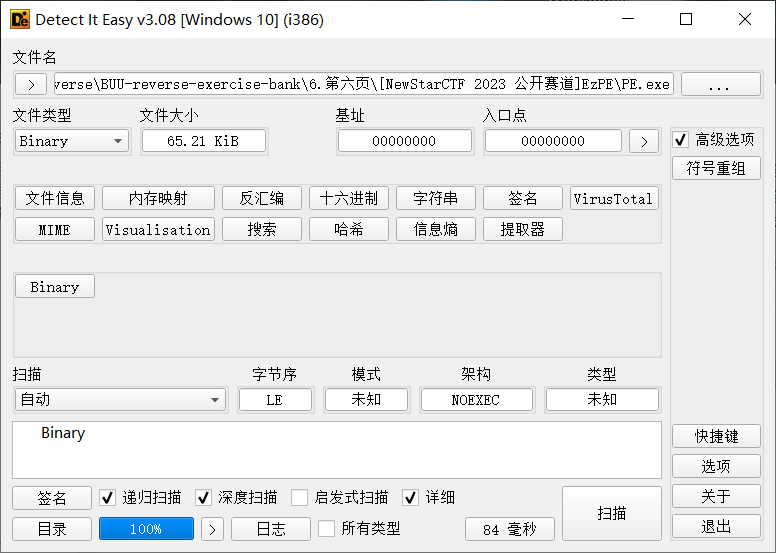 Detect It Easy v3.08 [Windows 10] (i386)
文件名
> verse\BUU-reverse-exercise-bank\6.第六页\[NewStarCTF 2023 公开赛道]EzPE\PE.exe ...
文件类型 文件大小 基址 入口点
Binary 65.21 KiB 00000000 00000000 >
高级选项
符号重组
文件信息 内存映射 反汇编 十六进制 字符串 签名 VirusTotal
MIME Visualisation 搜索 哈希 信息熵 提取器
Binary
扫描 字节序 模式 架构 类型
自动 LE 未知 NOEXEC 未知
Binary
快捷键
选项
关于
退出
签名 递归扫描 深度扫描 启发式扫描 详细
扫描
目录 100% > 日志 所有类型 84 毫秒